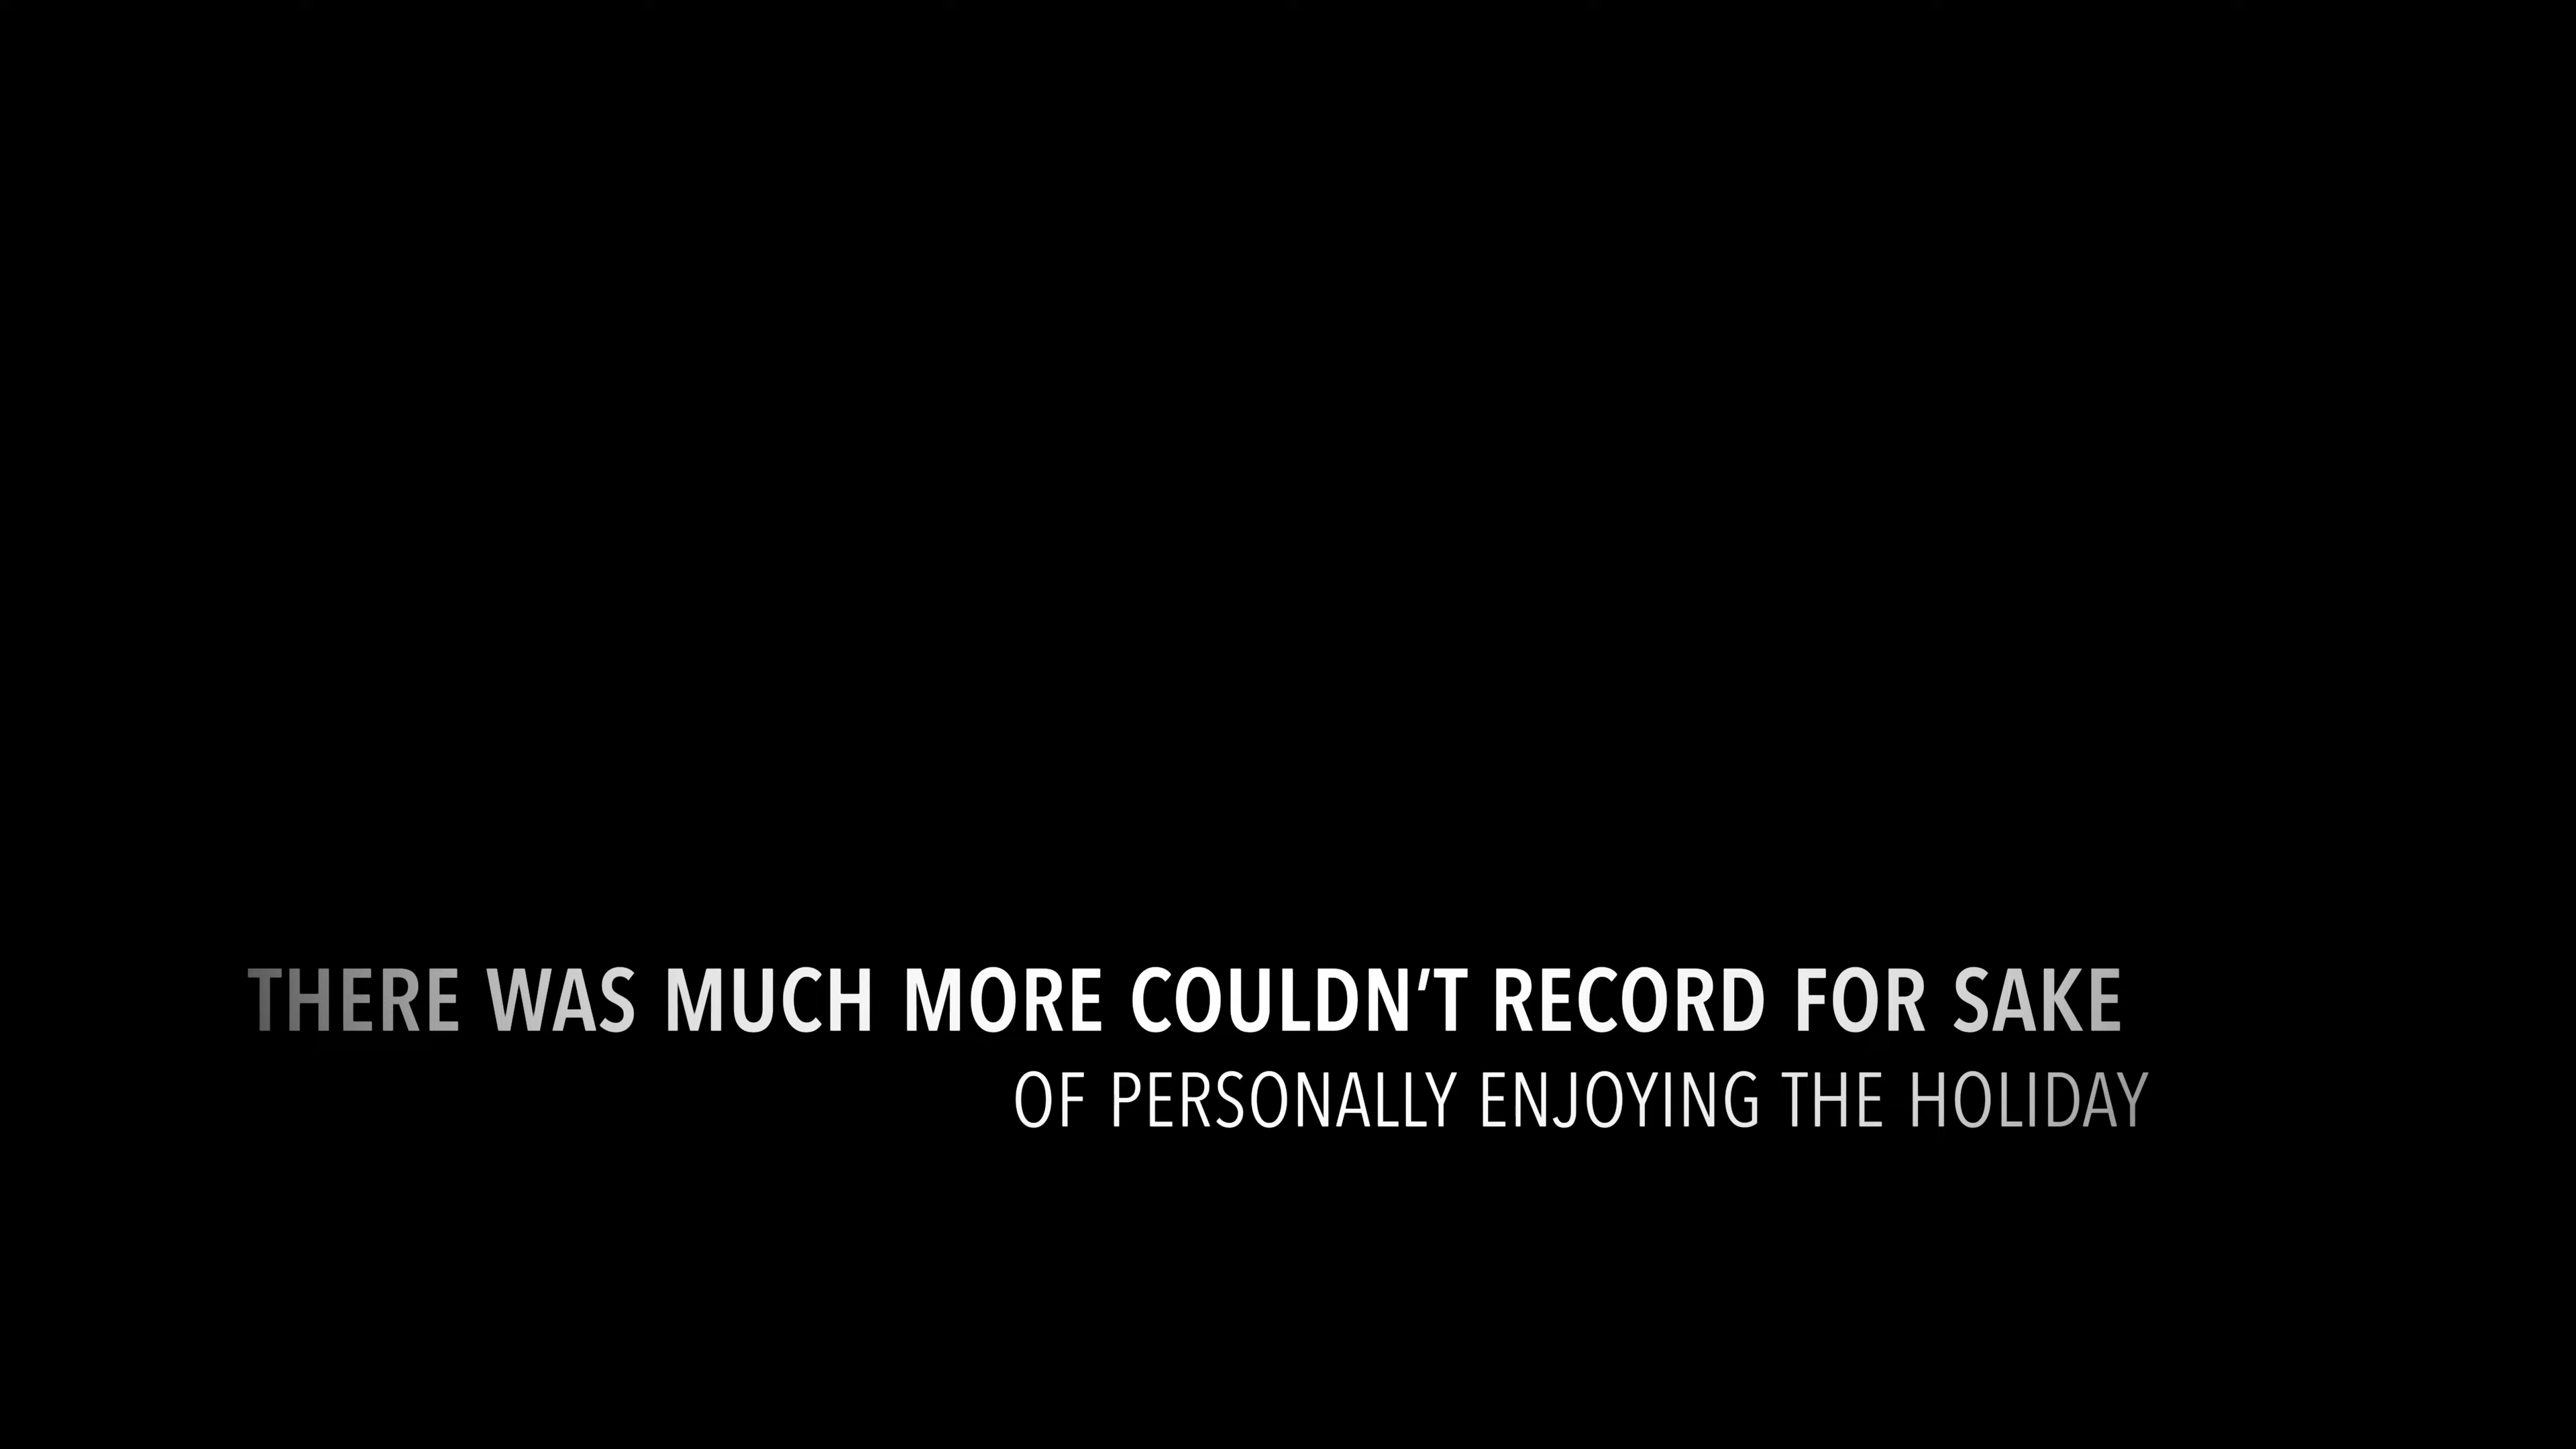 THERE WAS MUCH MORE COULDN’T RECORD FOR SAKE
OF PERSONALLY ENJOYING THE HOLIDAY